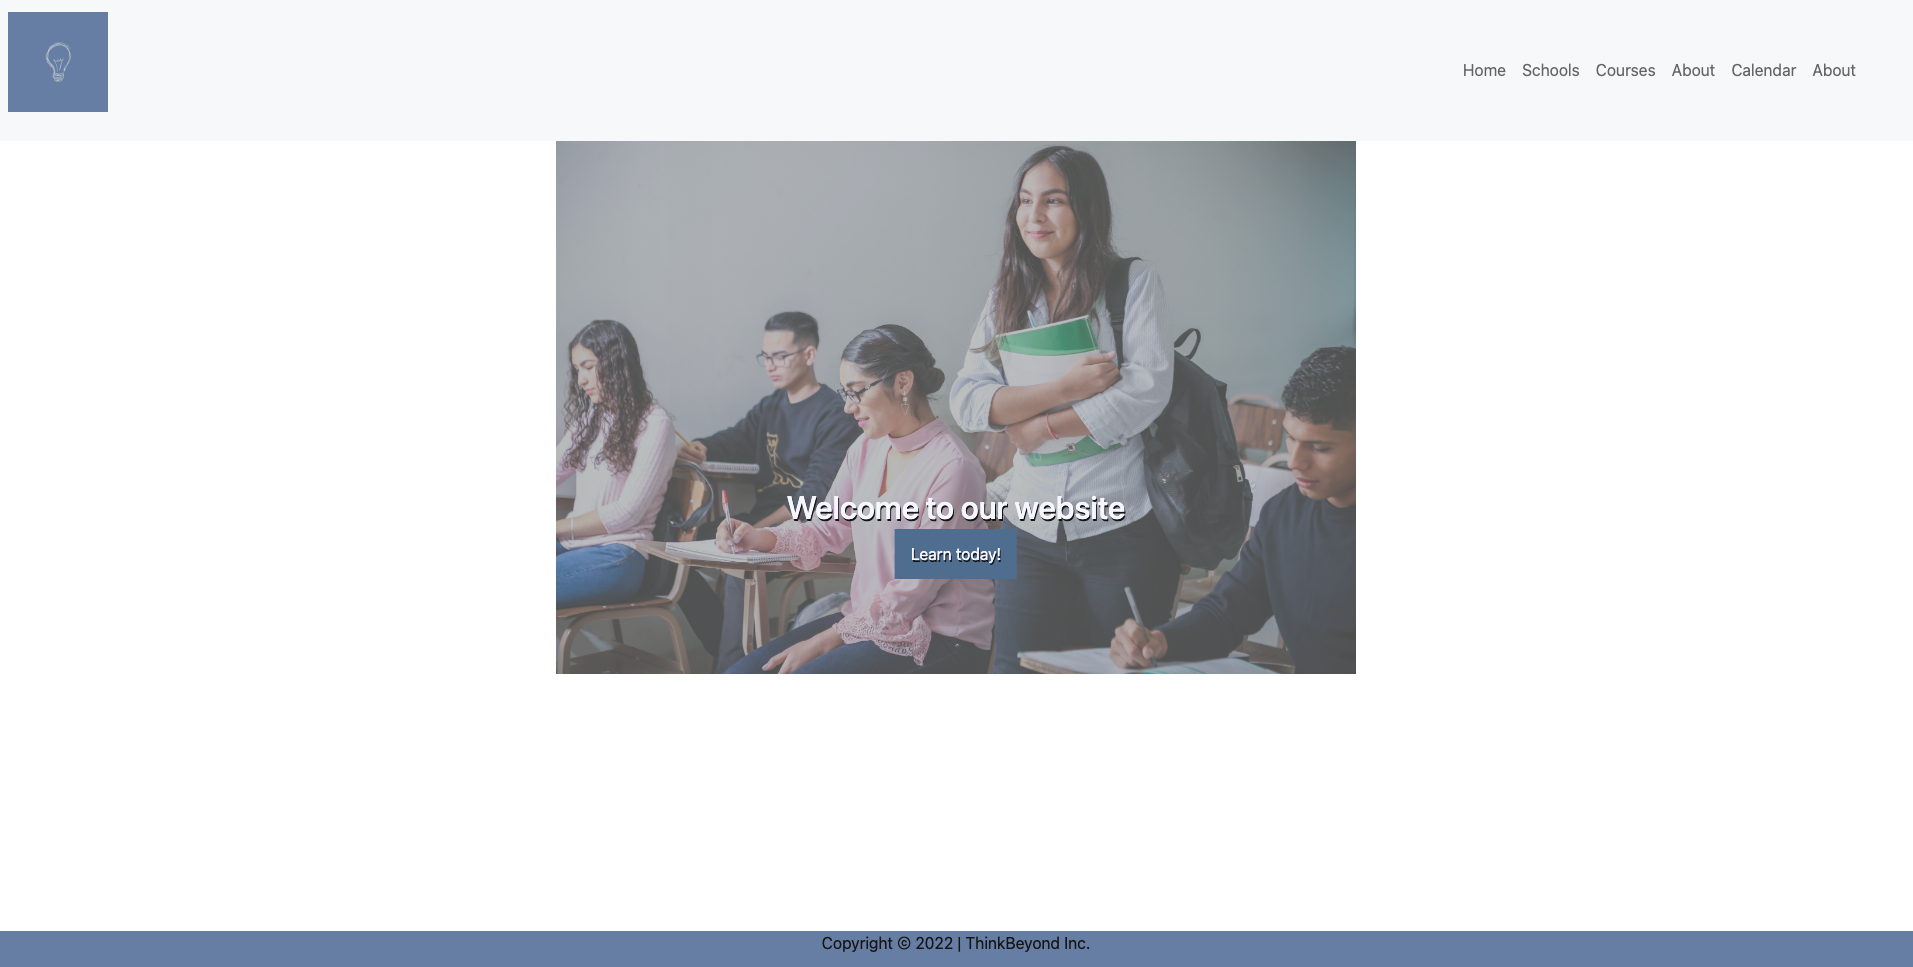 Home Schools Courses About Calendar About
Welcome to our website
Learn today!
Copyright © 2022 | ThinkBeyond Inc.